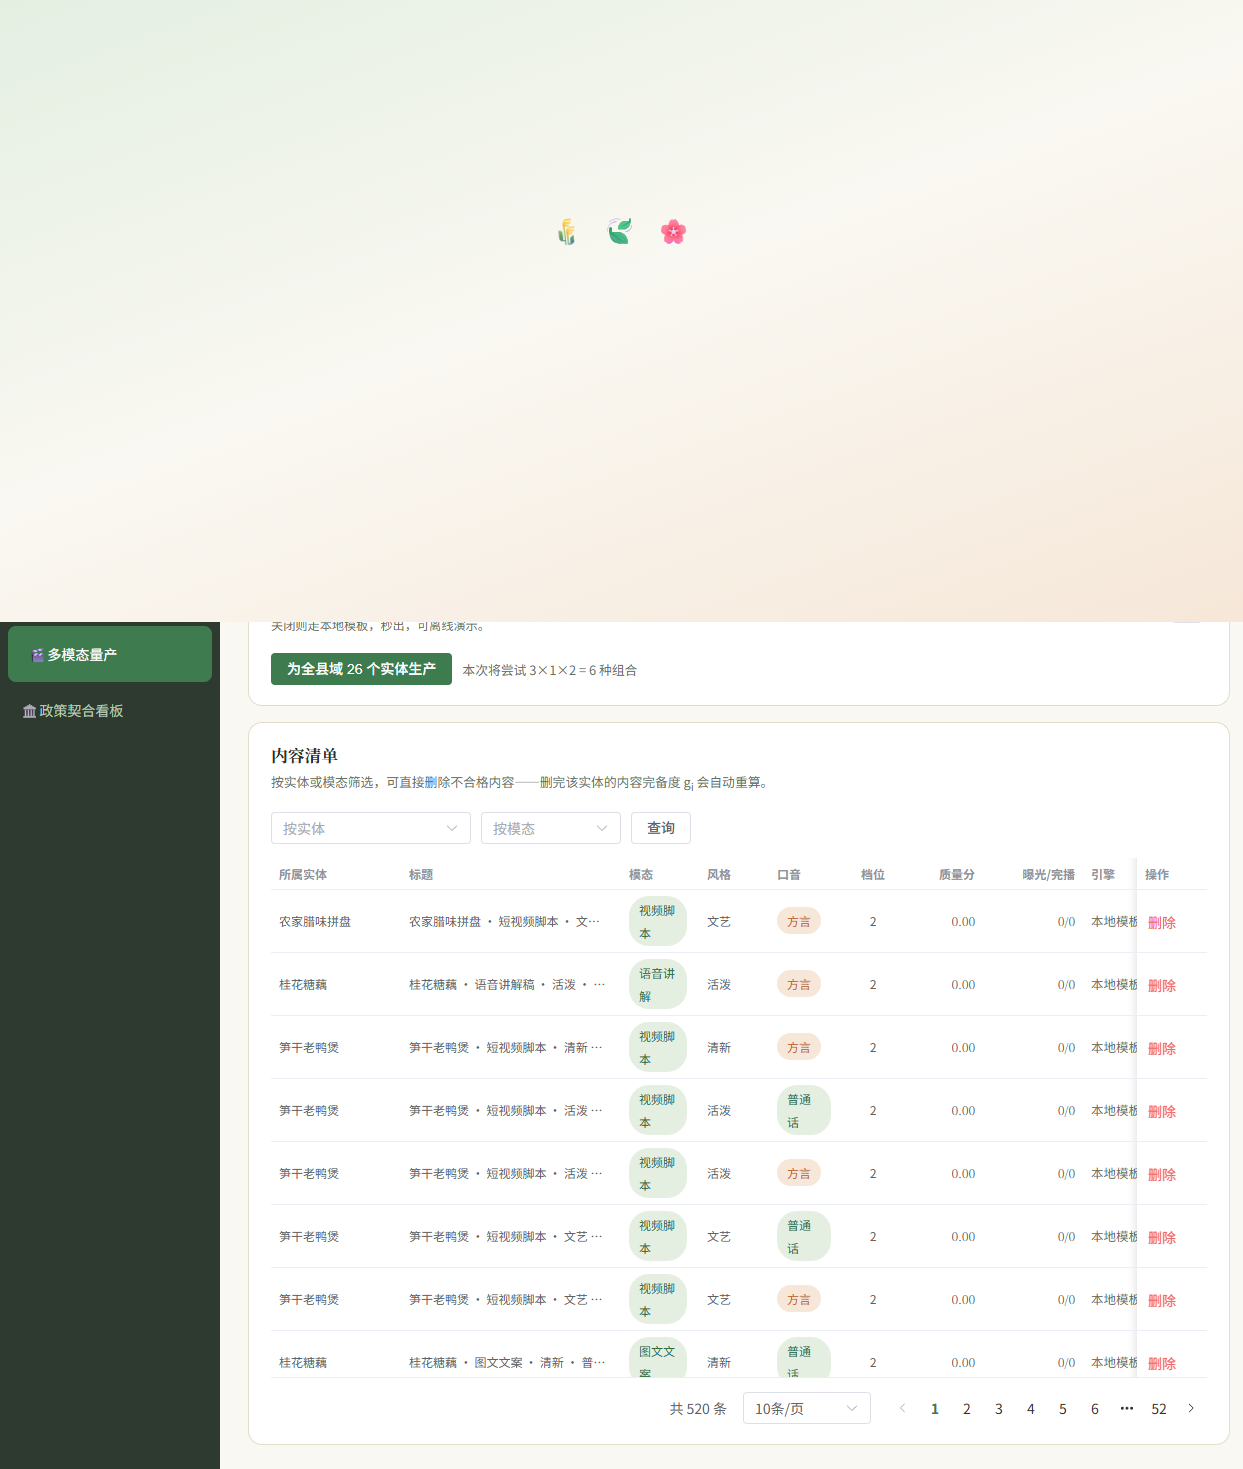 关闭则走本地模板，秒出，可离线演示。
多模态量产
为全县域 26 个实体生产 本次将尝试 3×1×2 = 6 种组合
政策契合看板
内容清单
按实体或模态筛选，可直接删除不合格内容——删完该实体的内容完备度 gi 会自动重算。
按实体 按模态 查询
所属实体 标题 模态 风格 口音 档位 质量分 曝光/完播 引擎 操作
农家腊味拼盘 农家腊味拼盘 · 短视频脚本 · 文… 视频脚本 文艺 方言 2 0.00 0/0 本地模板 删除
桂花糖藕 桂花糖藕 · 语音讲解稿 · 活泼 · … 语音讲解 活泼 方言 2 0.00 0/0 本地模板 删除
笋干老鸭煲 笋干老鸭煲 · 短视频脚本 · 清新 … 视频脚本 清新 方言 2 0.00 0/0 本地模板 删除
笋干老鸭煲 笋干老鸭煲 · 短视频脚本 · 活泼 … 视频脚本 活泼 普通话 2 0.00 0/0 本地模板 删除
笋干老鸭煲 笋干老鸭煲 · 短视频脚本 · 活泼 … 视频脚本 活泼 方言 2 0.00 0/0 本地模板 删除
笋干老鸭煲 笋干老鸭煲 · 短视频脚本 · 文艺 … 视频脚本 文艺 普通话 2 0.00 0/0 本地模板 删除
笋干老鸭煲 笋干老鸭煲 · 短视频脚本 · 文艺 … 视频脚本 文艺 方言 2 0.00 0/0 本地模板 删除
桂花糖藕 桂花糖藕 · 图文文案 · 清新 · 普… 图文文案 清新 普通话 2 0.00 0/0 本地模板 删除
共 520 条 10条/页 1 2 3 4 5 6 ··· 52